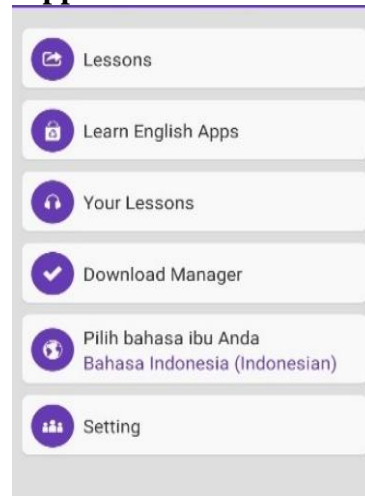 Lessons
Learn English Apps
Your Lessons
Download Manager
Pilih bahasa ibu Anda
Bahasa Indonesia (Indonesian)
Setting